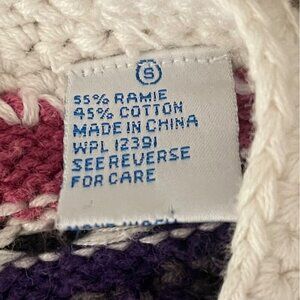 S
55% RAMIE
45% COTTON
MADE IN CHINA
WPL 12391
SEE REVERSE
FOR CARE